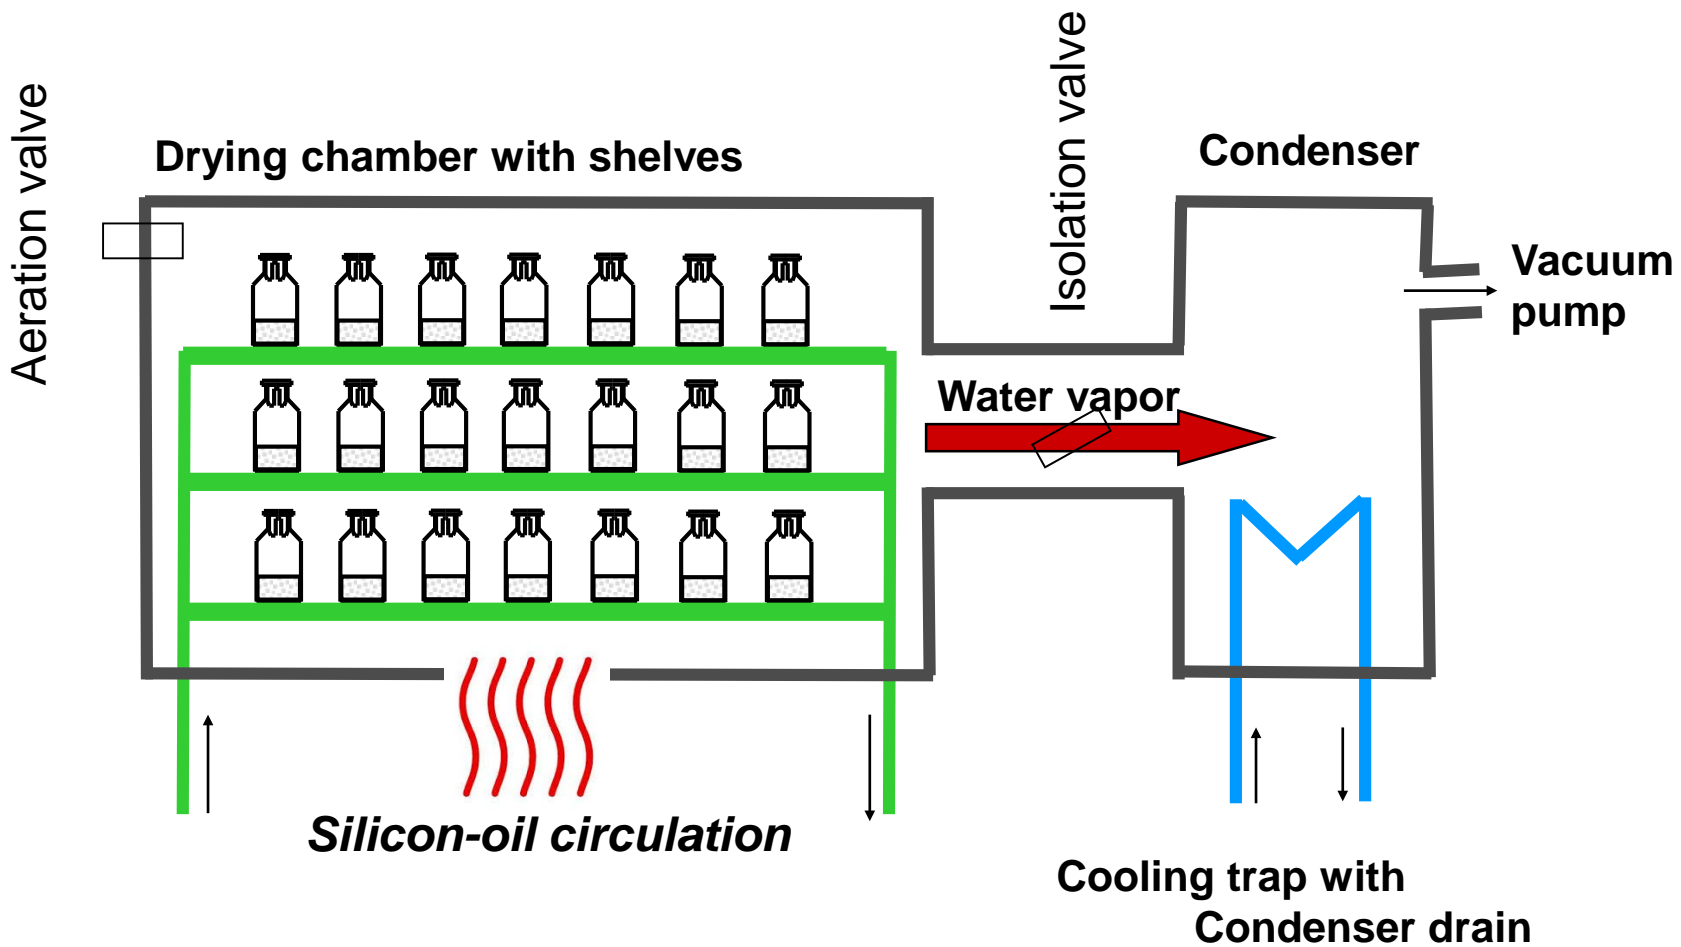 Aeration valve
Drying chamber with shelves
Isolation valve
Condenser
Vacuum
pump
Water vapor
Silicon-oil circulation
Cooling trap with
Condenser drain